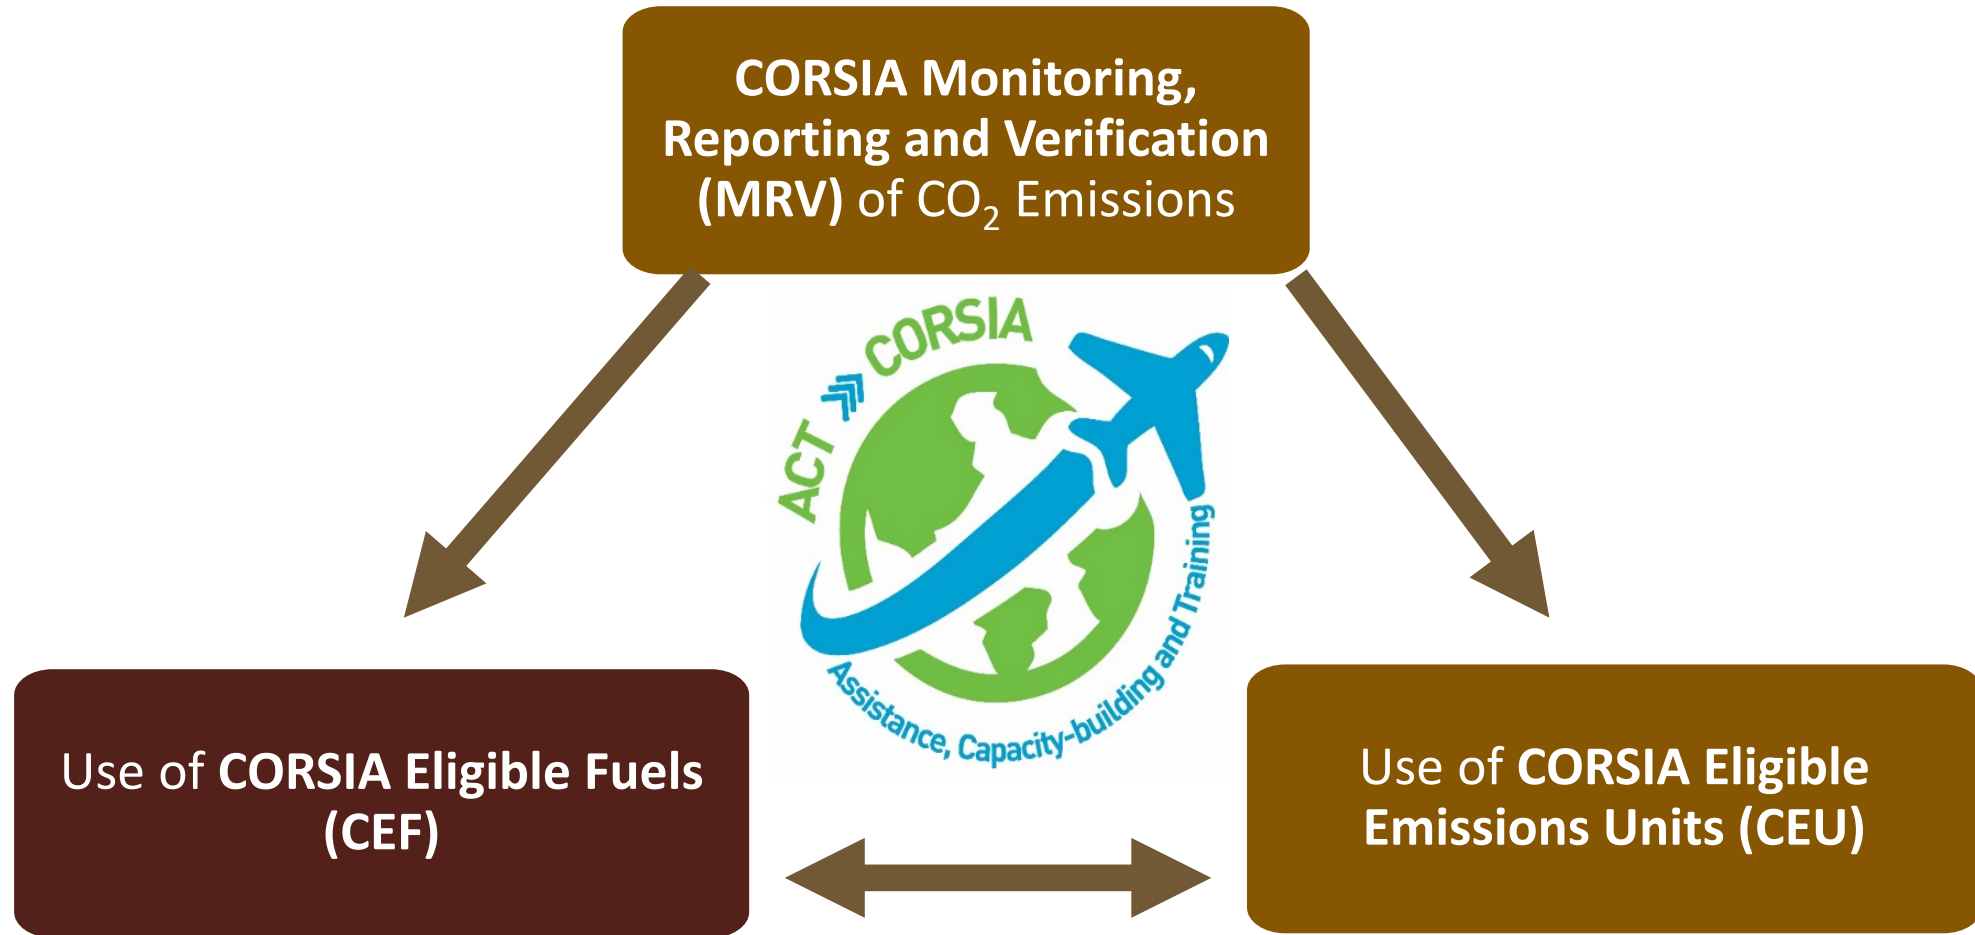 CORSIA Monitoring,
Reporting and Verification
(MRV) of CO₂ Emissions
ACT CORSIA
Assistance, Capacity-building and Training
Use of CORSIA Eligible Fuels
(CEF)
Use of CORSIA Eligible
Emissions Units (CEU)